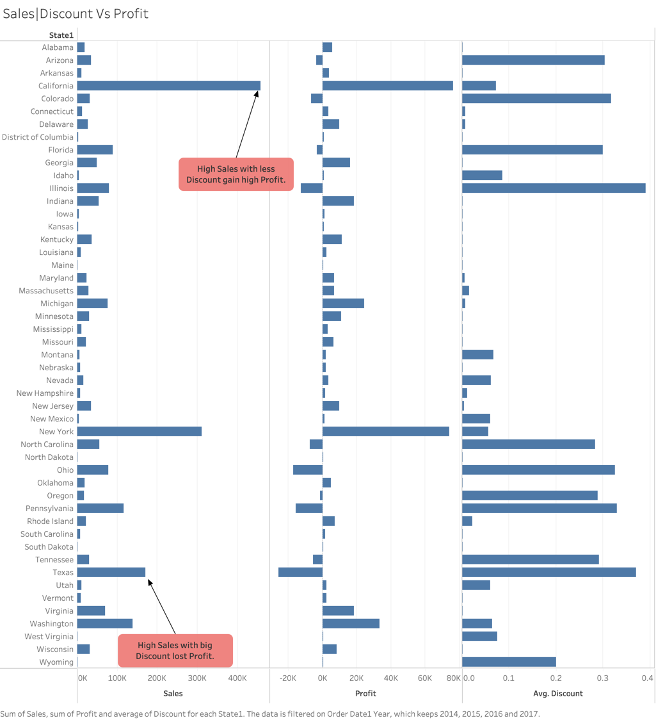 Sales|Discount Vs Profit
State1
Alabama
Arizona
Arkansas
California
Colorado
Connecticut
Delaware
District of Columbia
Florida
Georgia
Idaho
Illinois
Indiana
Iowa
Kansas
Kentucky
Louisiana
Maine
Maryland
Massachusetts
Michigan
Minnesota
Mississippi
Missouri
Montana
Nebraska
Nevada
New Hampshire
New Jersey
New Mexico
New York
North Carolina
North Dakota
Ohio
Oklahoma
Oregon
Pennsylvania
Rhode Island
South Carolina
South Dakota
Tennessee
Texas
Utah
Vermont
Virginia
Washington
West Virginia
Wisconsin
Wyoming
High Sales with less
Discount gain high Profit.
High Sales with big
Discount lost Profit.
0K 100K 200K 300K 400K -20K 0K 20K 40K 60K 80K 0.0 0.1 0.2 0.3 0.4
Sales Profit Avg. Discount
Sum of Sales, sum of Profit and average of Discount for each State1. The data is filtered on Order Date1 Year, which keeps 2014, 2015, 2016 and 2017.